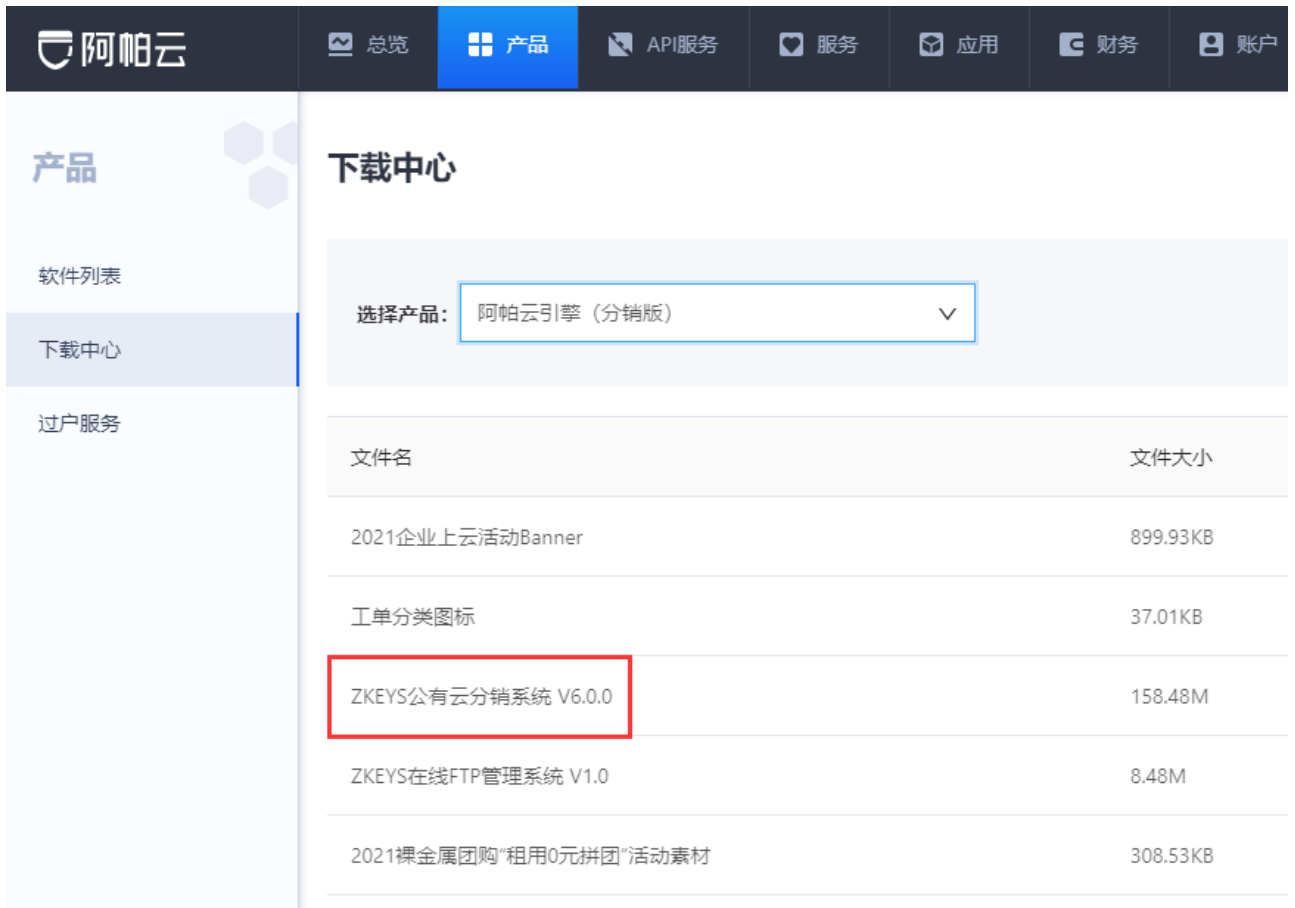 阿帕云 总览 产品 API服务 服务 应用 财务 账户
产品
下载中心
软件列表
选择产品： 阿帕云引擎（分销版）
下载中心
过户服务
文件名 文件大小
2021企业上云活动Banner 899.93KB
工单分类图标 37.01KB
ZKEYS公有云分销系统 V6.0.0 158.48M
ZKEYS在线FTP管理系统 V1.0 8.48M
2021裸金属团购“租用0元拼团”活动素材 308.53KB